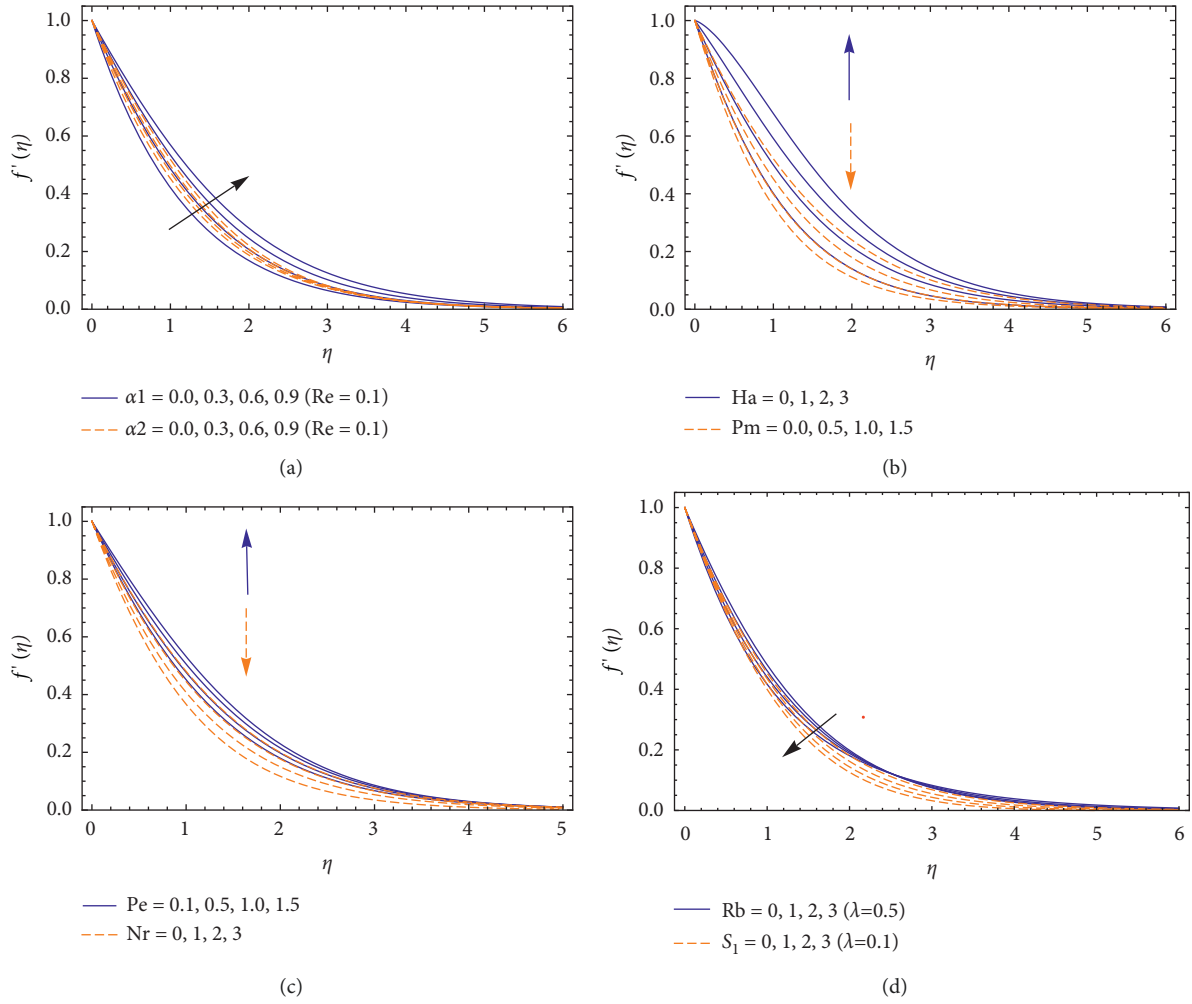 1.0
0.8
0.6
0.4
0.2
0.0
f ' (η)
0 1 2 3 4 5 6
η
α1 = 0.0, 0.3, 0.6, 0.9 (Re = 0.1)
α2 = 0.0, 0.3, 0.6, 0.9 (Re = 0.1)
(a)
1.0
0.8
0.6
0.4
0.2
0.0
f ' (η)
0 1 2 3 4 5 6
η
Ha = 0, 1, 2, 3
Pm = 0.0, 0.5, 1.0, 1.5
(b)
1.0
0.8
0.6
0.4
0.2
0.0
f ' (η)
0 1 2 3 4 5
η
Pe = 0.1, 0.5, 1.0, 1.5
Nr = 0, 1, 2, 3
(c)
1.0
0.8
0.6
0.4
0.2
0.0
f ' (η)
0 1 2 3 4 5 6
η
Rb = 0, 1, 2, 3 (λ=0.5)
S₁ = 0, 1, 2, 3 (λ=0.1)
(d)